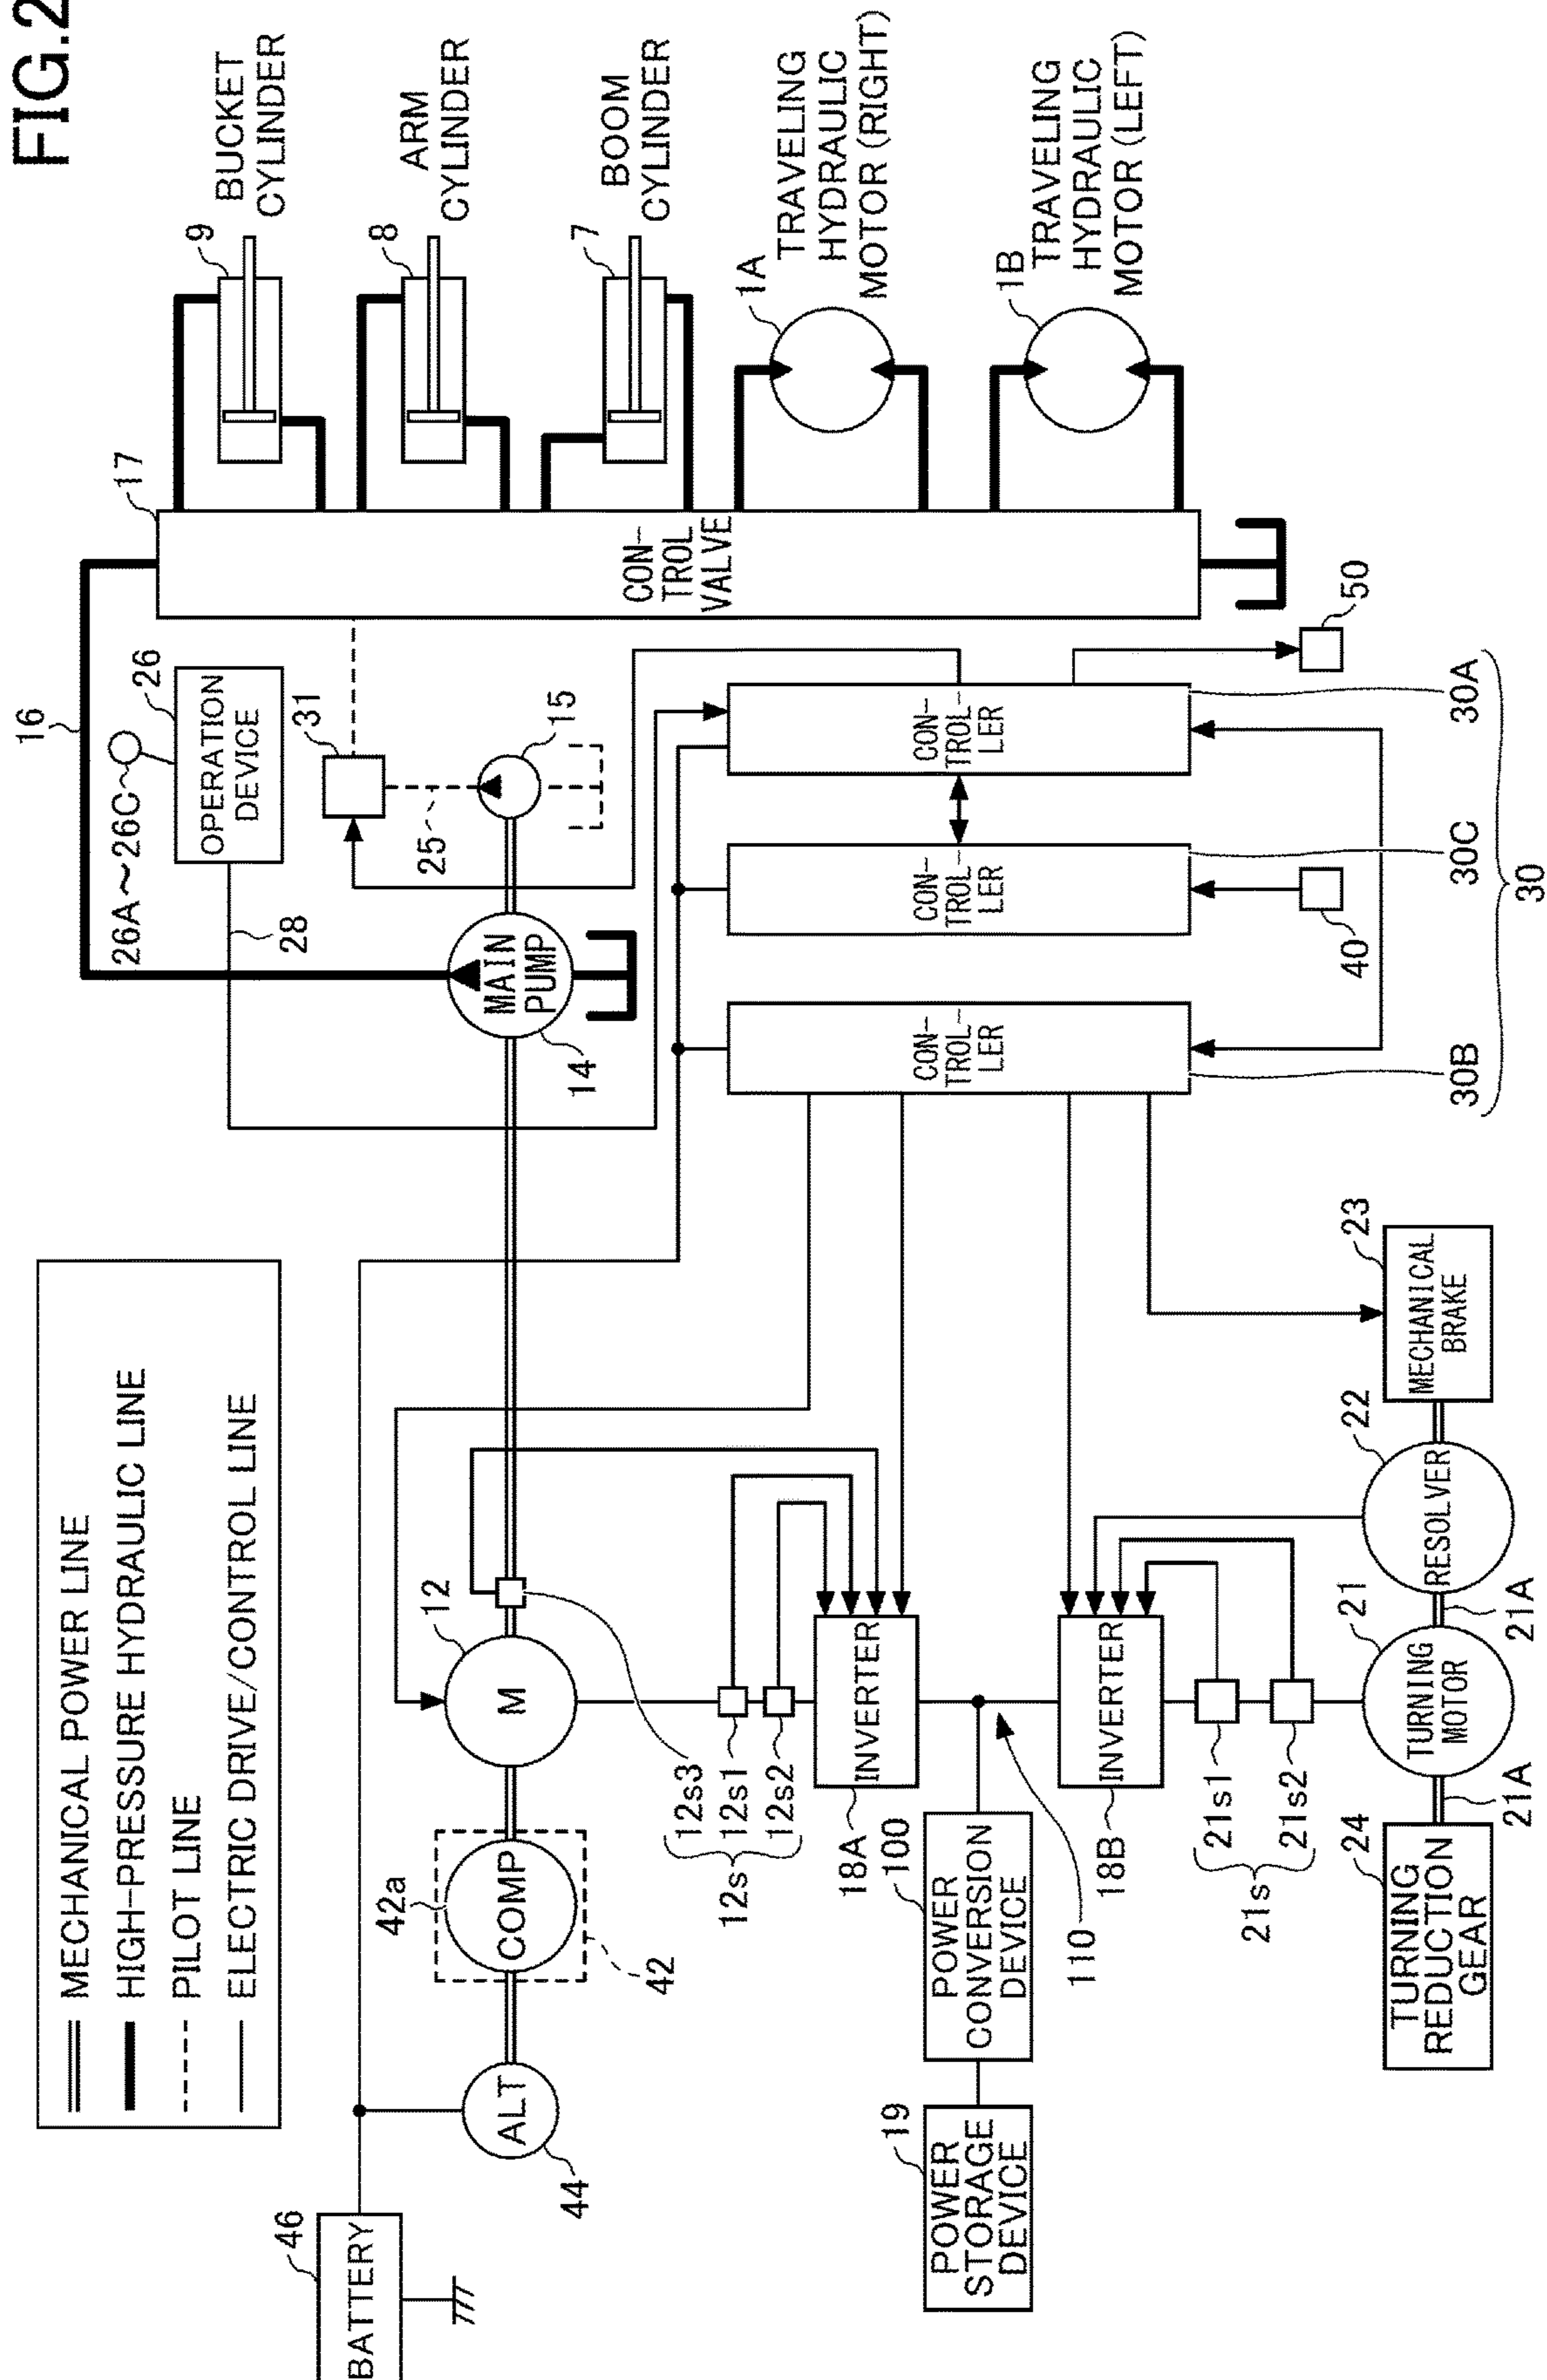 FIG.2
MECHANICAL POWER LINE
HIGH-PRESSURE HYDRAULIC LINE
PILOT LINE
ELECTRIC DRIVE/CONTROL LINE
BUCKET
CYLINDER
9
ARM
CYLINDER
8
BOOM
CYLINDER
7
TRAVELING
HYDRAULIC
MOTOR (RIGHT)
1A
TRAVELING
HYDRAULIC
MOTOR (LEFT)
1B
17
CON-
TROL
VALVE
16
26A~26C
26
OPERATION
DEVICE
28
31
25
15
MAIN
PUMP
14
50
CON-
TROL-
LER
30A
CON-
TROL-
LER
30C
CON-
TROL-
LER
30B
30
40
12
M
12s3
12s1
12s2
12s
42a
COMP
42
ALT
44
46
BATTERY
INVERTER
18A
INVERTER
18B
100
POWER
CONVERSION
DEVICE
110
19
POWER
STORAGE
DEVICE
21s1
21s2
21s
23
MECHANICAL
BRAKE
22
RESOLVER
21
TURNING
MOTOR
21A
21A
24
TURNING
REDUCTION
GEAR